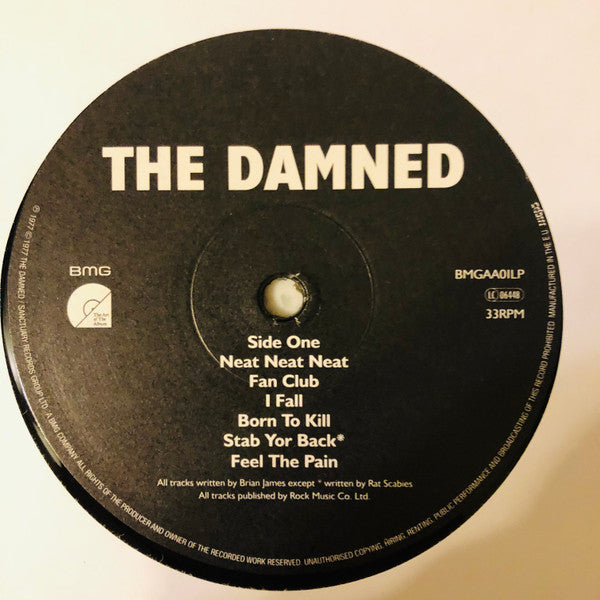 THE DAMNED
BMG
The Art of The Album
BMGAA01LP
LC 06448
33RPM
Side One
Neat Neat Neat
Fan Club
I Fall
Born To Kill
Stab Yor Back*
Feel The Pain
All tracks written by Brian James except * written by Rat Scabies
All tracks published by Rock Music Co. Ltd.
℗ 1977 © 1977 THE DAMNED / SANCTUARY RECORDS GROUP LTD. A BMG COMPANY. ALL RIGHTS OF THE PRODUCER AND OWNER OF THE RECORDED WORK RESERVED. UNAUTHORISED COPYING, HIRING, RENTING, PUBLIC PERFORMANCE AND BROADCASTING OF THIS RECORD PROHIBITED. MANUFACTURED IN THE E.U.